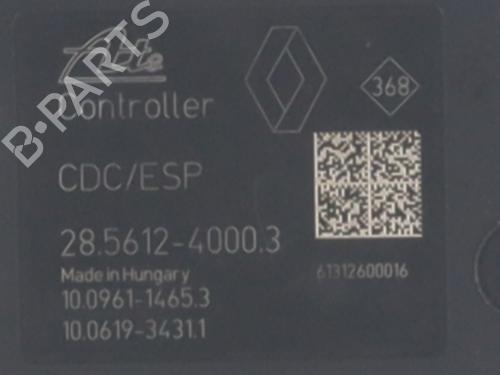 Ate
368
Controller
CDC/ESP
28.5612-4000.3
Made in Hungary
61312600016
10.0961-1465.3
10.0619-3431.1
B-PARTS